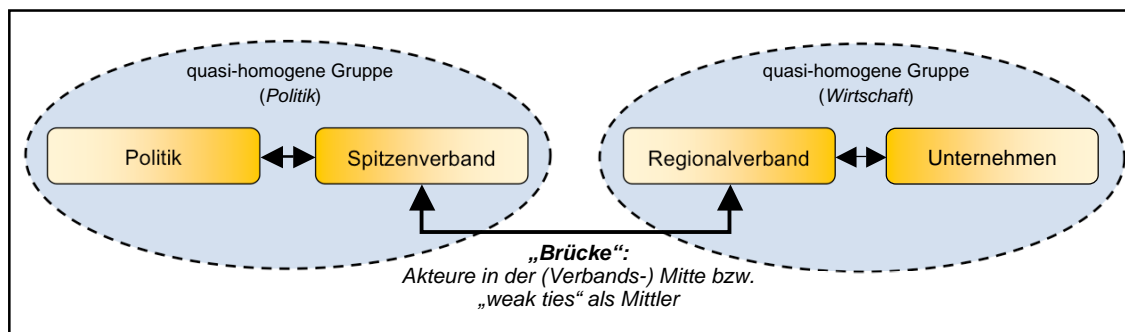 quasi-homogene Gruppe
(Politik)
Politik
Spitzenverband
quasi-homogene Gruppe
(Wirtschaft)
Regionalverband
Unternehmen
„Brücke“:
Akteure in der (Verbands-) Mitte bzw.
„weak ties“ als Mittler